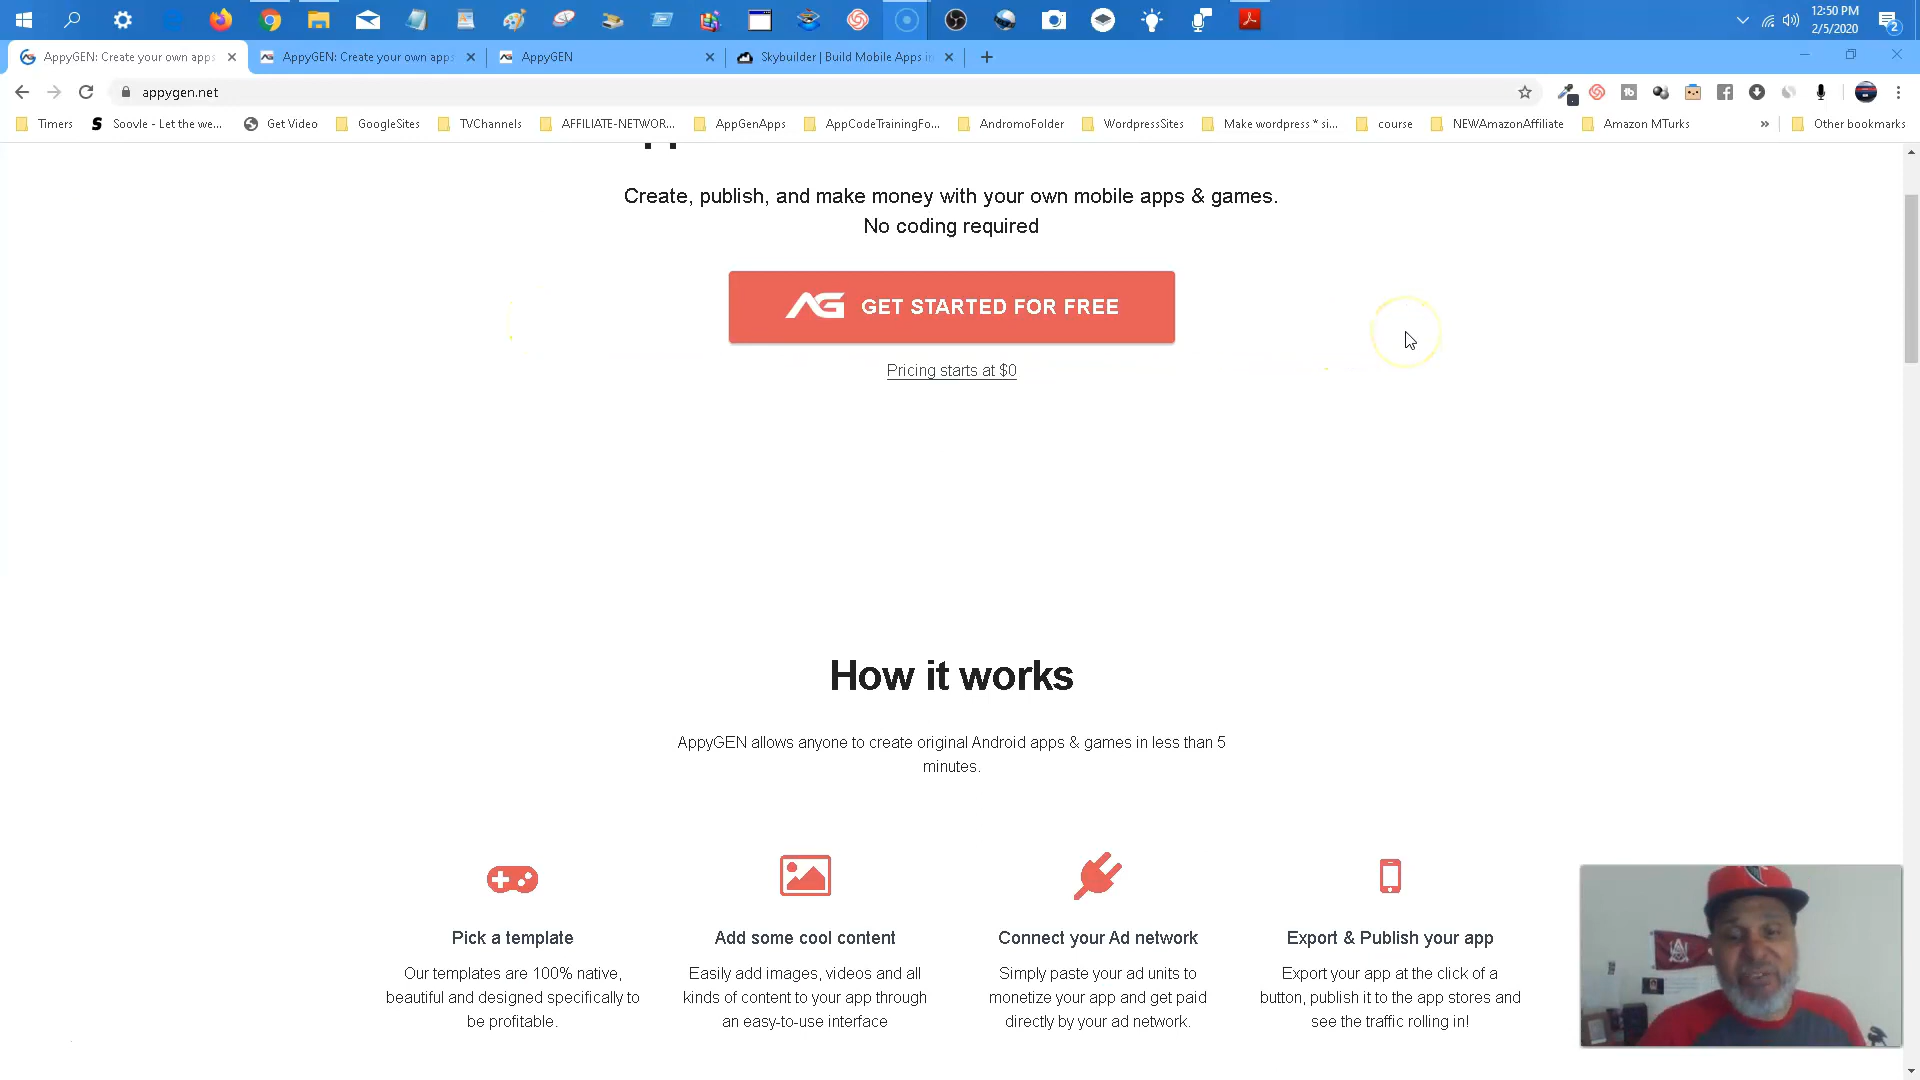 12:50 PM
2/5/2020
2
AppyGEN: Create your own apps
AppyGEN: Create your own apps
AppyGEN
Skybuilder | Build Mobile Apps in
appygen.net
Timers
Soovle - Let the we...
Get Video
GoogleSites
TVChannels
AFFILIATE-NETWOR...
AppGenApps
AppCodeTrainingFo...
AndromoFolder
WordpressSites
Make wordpress * si...
course
NEWAmazonAffiliate
Amazon MTurks
»
Other bookmarks
Create, publish, and make money with your own mobile apps & games.
No coding required
AG GET STARTED FOR FREE
Pricing starts at $0
How it works
AppyGEN allows anyone to create original Android apps & games in less than 5
minutes.
Pick a template
Our templates are 100% native,
beautiful and designed specifically to
be profitable.
Add some cool content
Easily add images, videos and all
kinds of content to your app through
an easy-to-use interface
Connect your Ad network
Simply paste your ad units to
monetize your app and get paid
directly by your ad network.
Export & Publish your app
Export your app at the click of a
button, publish it to the app stores and
see the traffic rolling in!